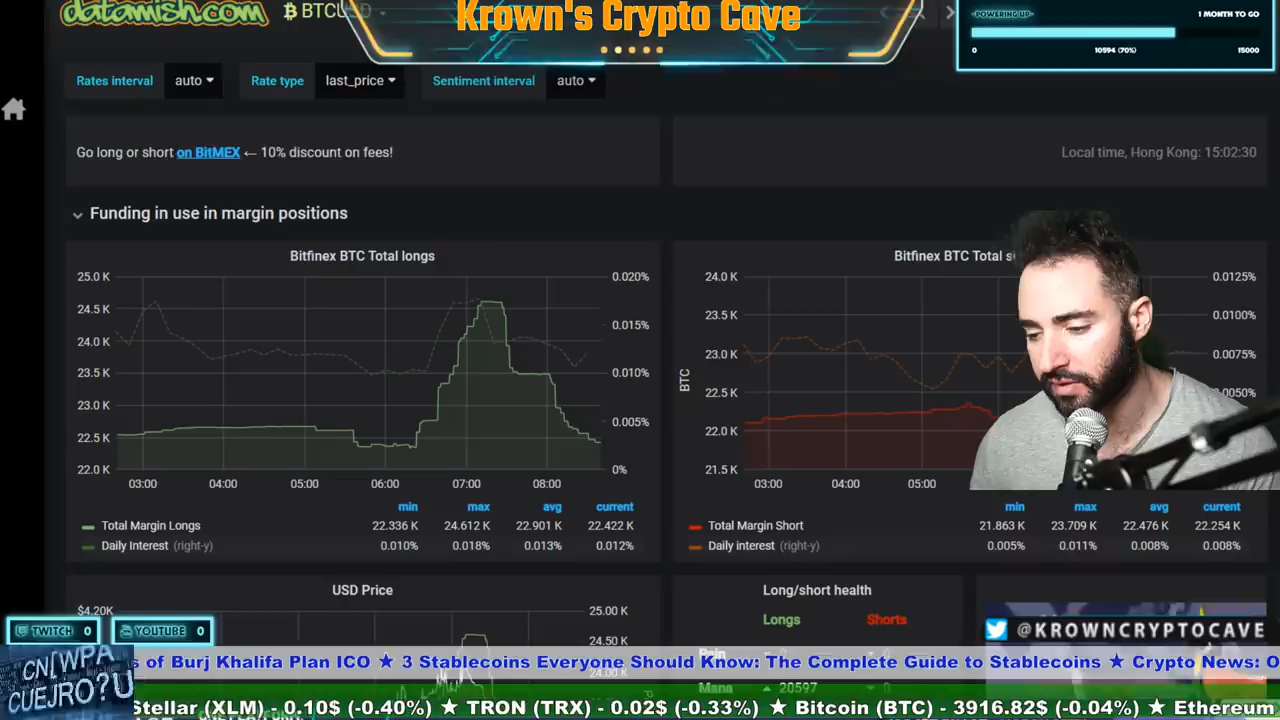 datamish.com
BTCUSD
Krown's Crypto Cave
-POWERING UP-
1 MONTH TO GO
0
10594 (70%)
15000
Rates interval
auto
Rate type
last_price
Sentiment interval
auto
Go long or short on BitMEX ← 10% discount on fees!
Local time, Hong Kong: 15:02:30
Funding in use in margin positions
Bitfinex BTC Total longs
25.0 K
24.5 K
24.0 K
23.5 K
23.0 K
22.5 K
22.0 K
0.020%
0.015%
0.010%
0.005%
0%
03:00
04:00
05:00
06:00
07:00
08:00
min max avg current
Total Margin Longs 22.336 K 24.612 K 22.901 K 22.422 K
Daily Interest (right-y) 0.010% 0.018% 0.013% 0.012%
Bitfinex BTC Total s
BTC
24.0 K
23.5 K
23.0 K
22.5 K
22.0 K
21.5 K
0.0125%
0.0100%
0.0075%
0050%
03:00
04:00
05:00
min max avg current
Total Margin Short 21.863 K 23.709 K 22.476 K 22.254 K
Daily interest (right-y) 0.005% 0.011% 0.008% 0.008%
USD Price
$4.20K
25.00 K
24.50 K
Long/short health
Longs
Shorts
Mana 20597 0
TWITCH 0
YOUTUBE 0
@KROWNCRYPTOCAVE
CN[WPA
CUEJRO?U
s of Burj Khalifa Plan ICO ★ 3 Stablecoins Everyone Should Know: The Complete Guide to Stablecoins ★ Crypto News: O
Stellar (XLM) - 0.10$ (-0.40%) ★ TRON (TRX) - 0.02$ (-0.33%) ★ Bitcoin (BTC) - 3916.82$ (-0.04%) ★ Ethereum